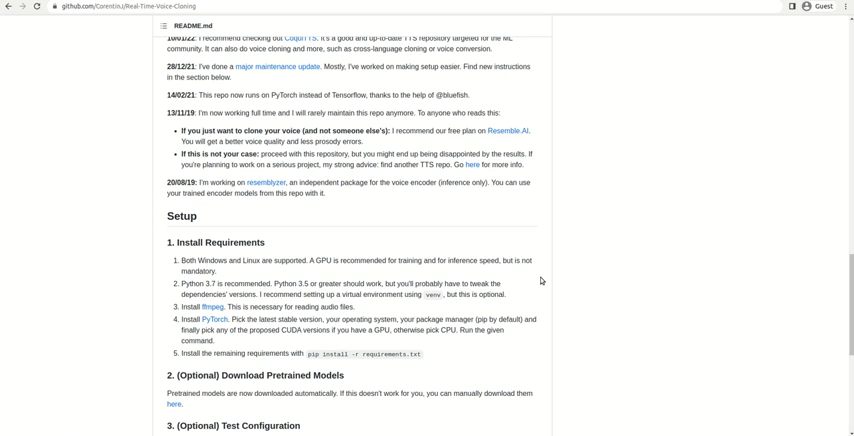 github.com/CorentinJ/Real-Time-Voice-Cloning
Guest
README.md
10/01/22: I recommend checking out CoquiTTS. It's a good and up-to-date TTS repository targeted for the ML
community. It can also do voice cloning and more, such as cross-language cloning or voice conversion.
28/12/21: I've done a major maintenance update. Mostly, I've worked on making setup easier. Find new instructions
in the section below.
14/02/21: This repo now runs on PyTorch instead of Tensorflow, thanks to the help of @bluefish.
13/11/19: I'm now working full time and I will rarely maintain this repo anymore. To anyone who reads this:
• If you just want to clone your voice (and not someone else's): I recommend our free plan on Resemble.AI.
You will get a better voice quality and less prosody errors.
• If this is not your case: proceed with this repository, but you might end up being disappointed by the results. If
you're planning to work on a serious project, my strong advice: find another TTS repo. Go here for more info.
20/08/19: I'm working on resemblyzer, an independent package for the voice encoder (inference only). You can use
your trained encoder models from this repo with it.
Setup
1. Install Requirements
1. Both Windows and Linux are supported. A GPU is recommended for training and for inference speed, but is not
mandatory.
2. Python 3.7 is recommended. Python 3.5 or greater should work, but you'll probably have to tweak the
dependencies' versions. I recommend setting up a virtual environment using venv, but this is optional.
3. Install ffmpeg. This is necessary for reading audio files.
4. Install PyTorch. Pick the latest stable version, your operating system, your package manager (pip by default) and
finally pick any of the proposed CUDA versions if you have a GPU, otherwise pick CPU. Run the given
command.
5. Install the remaining requirements with pip install -r requirements.txt
2. (Optional) Download Pretrained Models
Pretrained models are now downloaded automatically. If this doesn't work for you, you can manually download them
here.
3. (Optional) Test Configuration